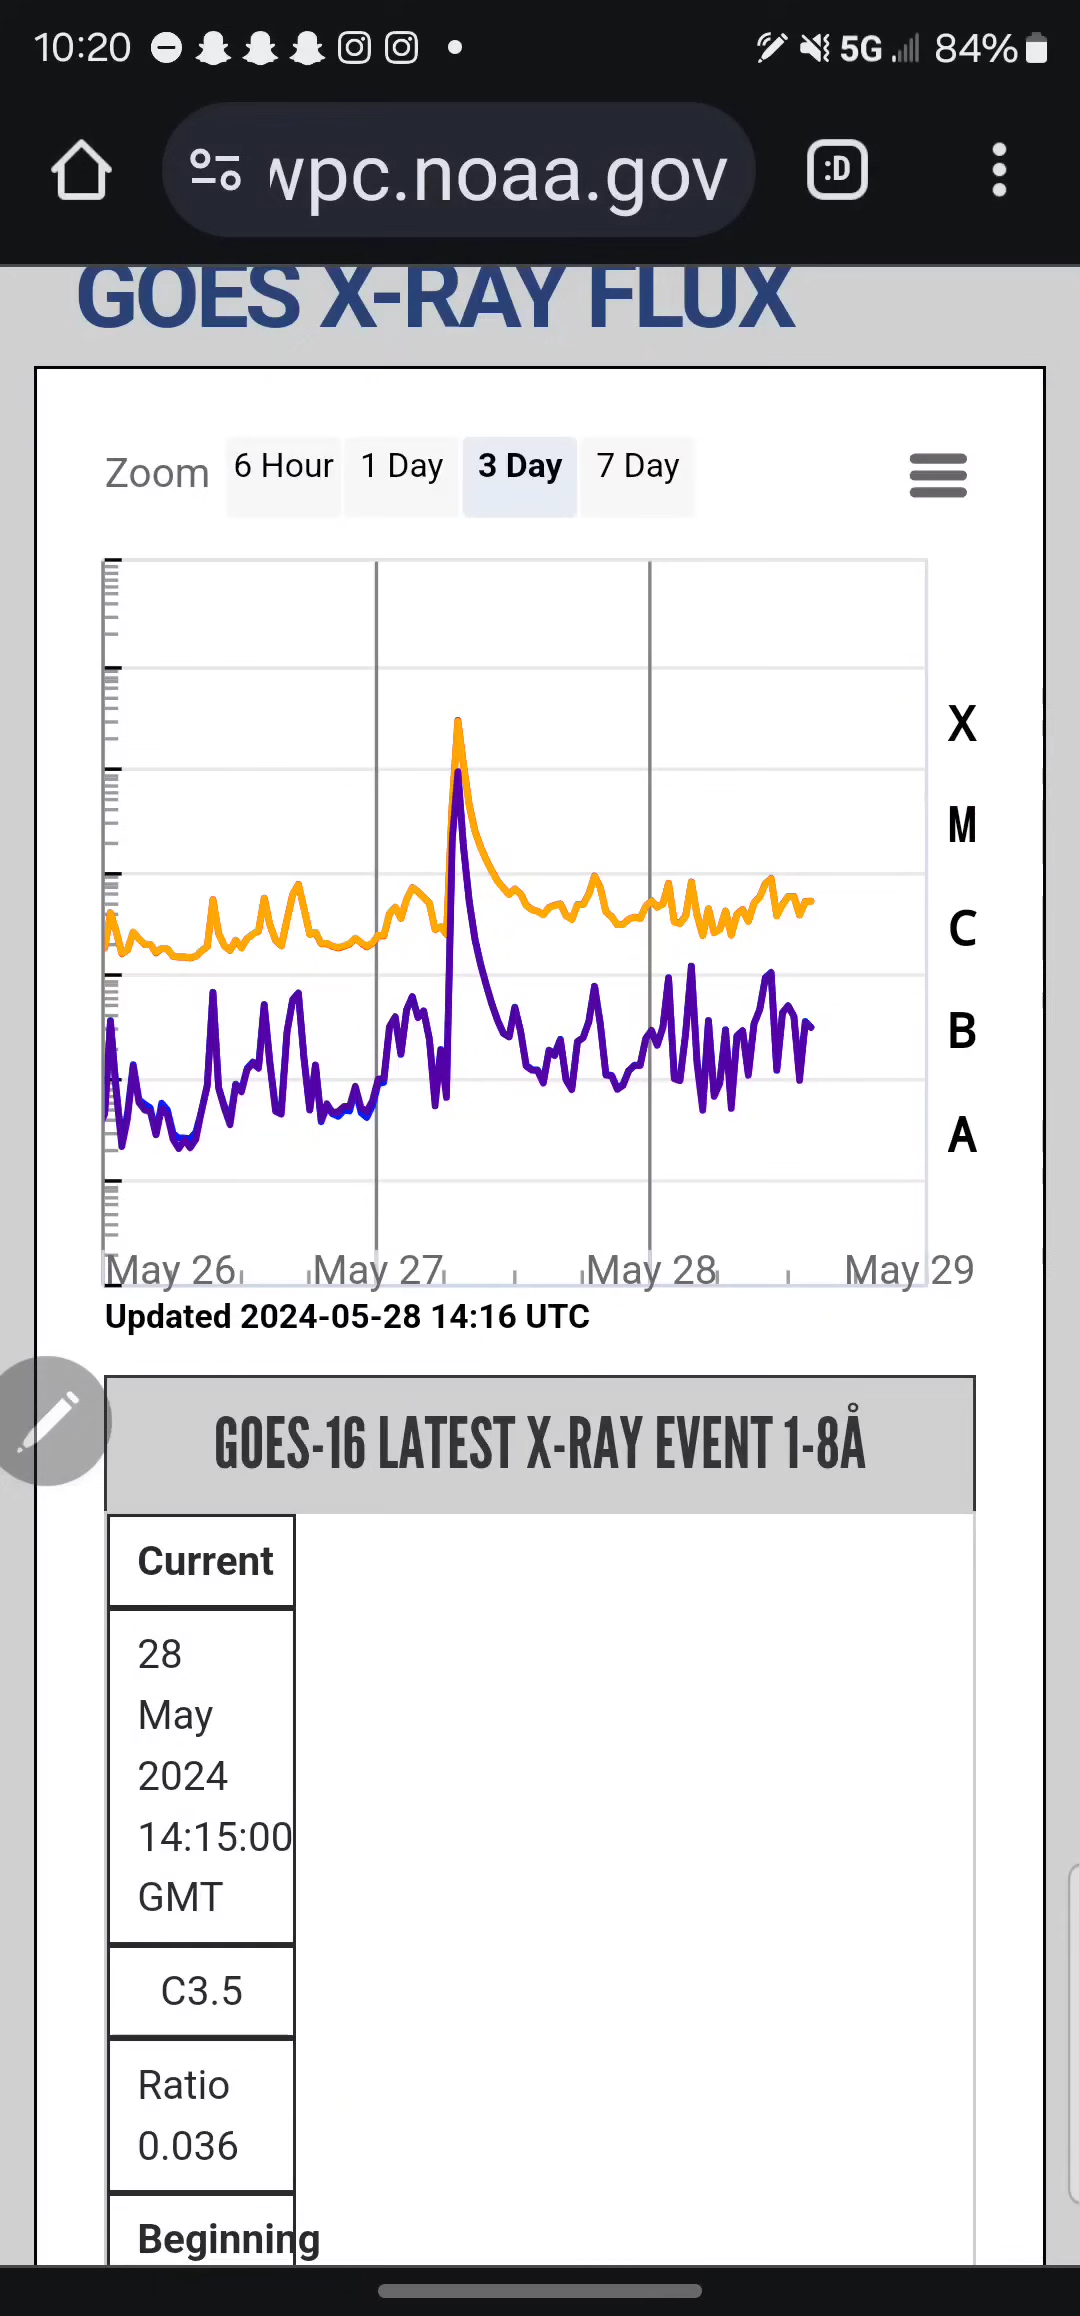 10:20 5G 84%
wpc.noaa.gov
:D
GOES X-RAY FLUX
Zoom 6 Hour 1 Day 3 Day 7 Day
X
M
C
B
A
May 26 May 27 May 28 May 29
Updated 2024-05-28 14:16 UTC
GOES-16 LATEST X-RAY EVENT 1-8Å
Current
28
May
2024
14:15:00
GMT
C3.5
Ratio
0.036
Beginning